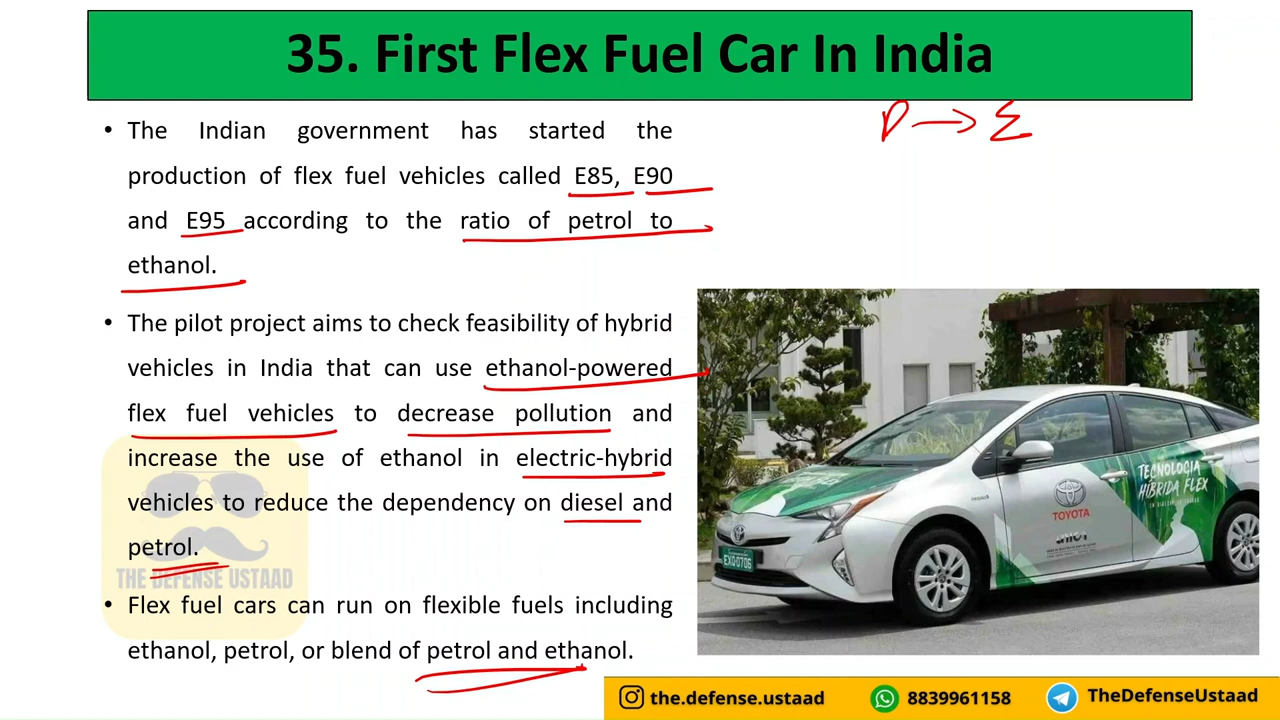 35. First Flex Fuel Car In India
P → E
• The Indian government has started the
production of flex fuel vehicles called E85, E90
and E95 according to the ratio of petrol to
ethanol.
• The pilot project aims to check feasibility of hybrid
vehicles in India that can use ethanol-powered
flex fuel vehicles to decrease pollution and
increase the use of ethanol in electric-hybrid
vehicles to reduce the dependency on diesel and
petrol.
• Flex fuel cars can run on flexible fuels including
ethanol, petrol, or blend of petrol and ethanol.
THE DEFENSE USTAAD
TECNOLOGIA
HÍBRIDA FLEX
TOYOTA
EXO-0706
the.defense.ustaad
8839961158
TheDefenseUstaad